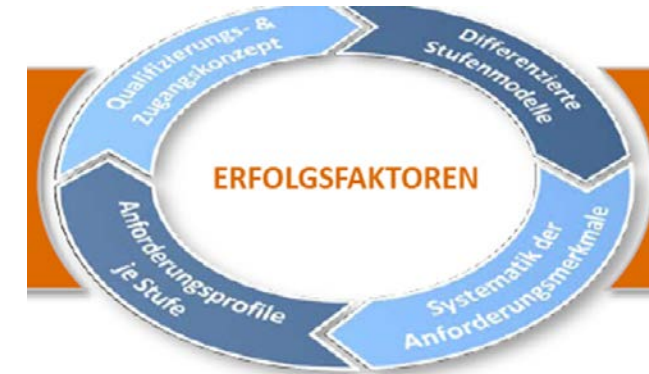 Qualifizierungs- &
Zugangskonzept
Differenzierte
Stufenmodelle
ERFOLGSFAKTOREN
Anforderungsprofile
je Stufe
Systematik der
Anforderungsmerkmale